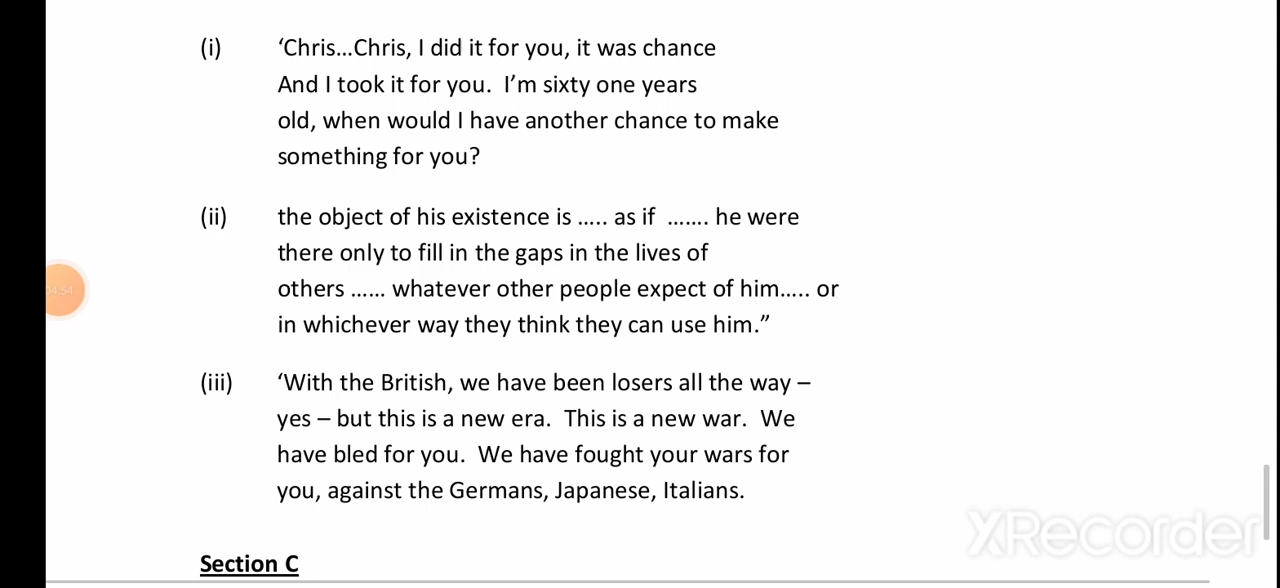 (i) ‘Chris...Chris, I did it for you, it was chance
And I took it for you. I’m sixty one years
old, when would I have another chance to make
something for you?
(ii) the object of his existence is ..... as if ....... he were
there only to fill in the gaps in the lives of
others ...... whatever other people expect of him..... or
in whichever way they think they can use him.”
(iii) ‘With the British, we have been losers all the way –
yes – but this is a new era. This is a new war. We
have bled for you. We have fought your wars for
you, against the Germans, Japanese, Italians.
Section C
XRecorder